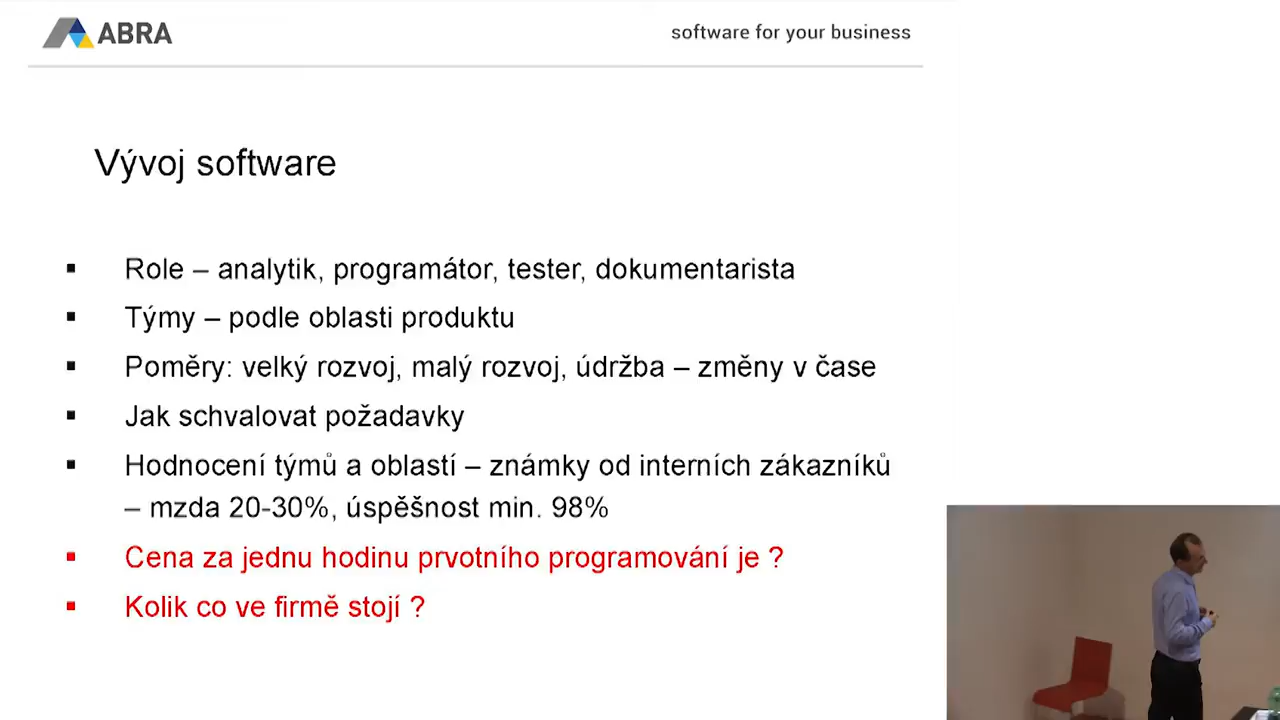 ABRA
software for your business
Vývoj software
Role – analytik, programátor, tester, dokumentarista
Týmy – podle oblasti produktu
Poměry: velký rozvoj, malý rozvoj, údržba – změny v čase
Jak schvalovat požadavky
Hodnocení týmů a oblastí – známky od interních zákazníků
– mzda 20-30%, úspěšnost min. 98%
Cena za jednu hodinu prvotního programování je ?
Kolik co ve firmě stojí ?